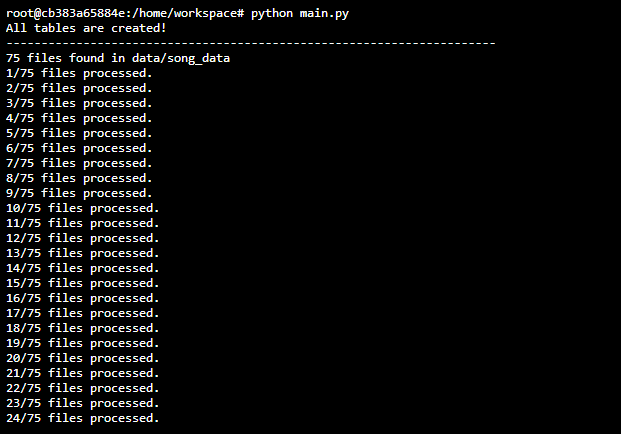 root@cb383a65884e:/home/workspace# python main.py
All tables are created!
----------------------------------------------------------------------
75 files found in data/song_data
1/75 files processed.
2/75 files processed.
3/75 files processed.
4/75 files processed.
5/75 files processed.
6/75 files processed.
7/75 files processed.
8/75 files processed.
9/75 files processed.
10/75 files processed.
11/75 files processed.
12/75 files processed.
13/75 files processed.
14/75 files processed.
15/75 files processed.
16/75 files processed.
17/75 files processed.
18/75 files processed.
19/75 files processed.
20/75 files processed.
21/75 files processed.
22/75 files processed.
23/75 files processed.
24/75 files processed.